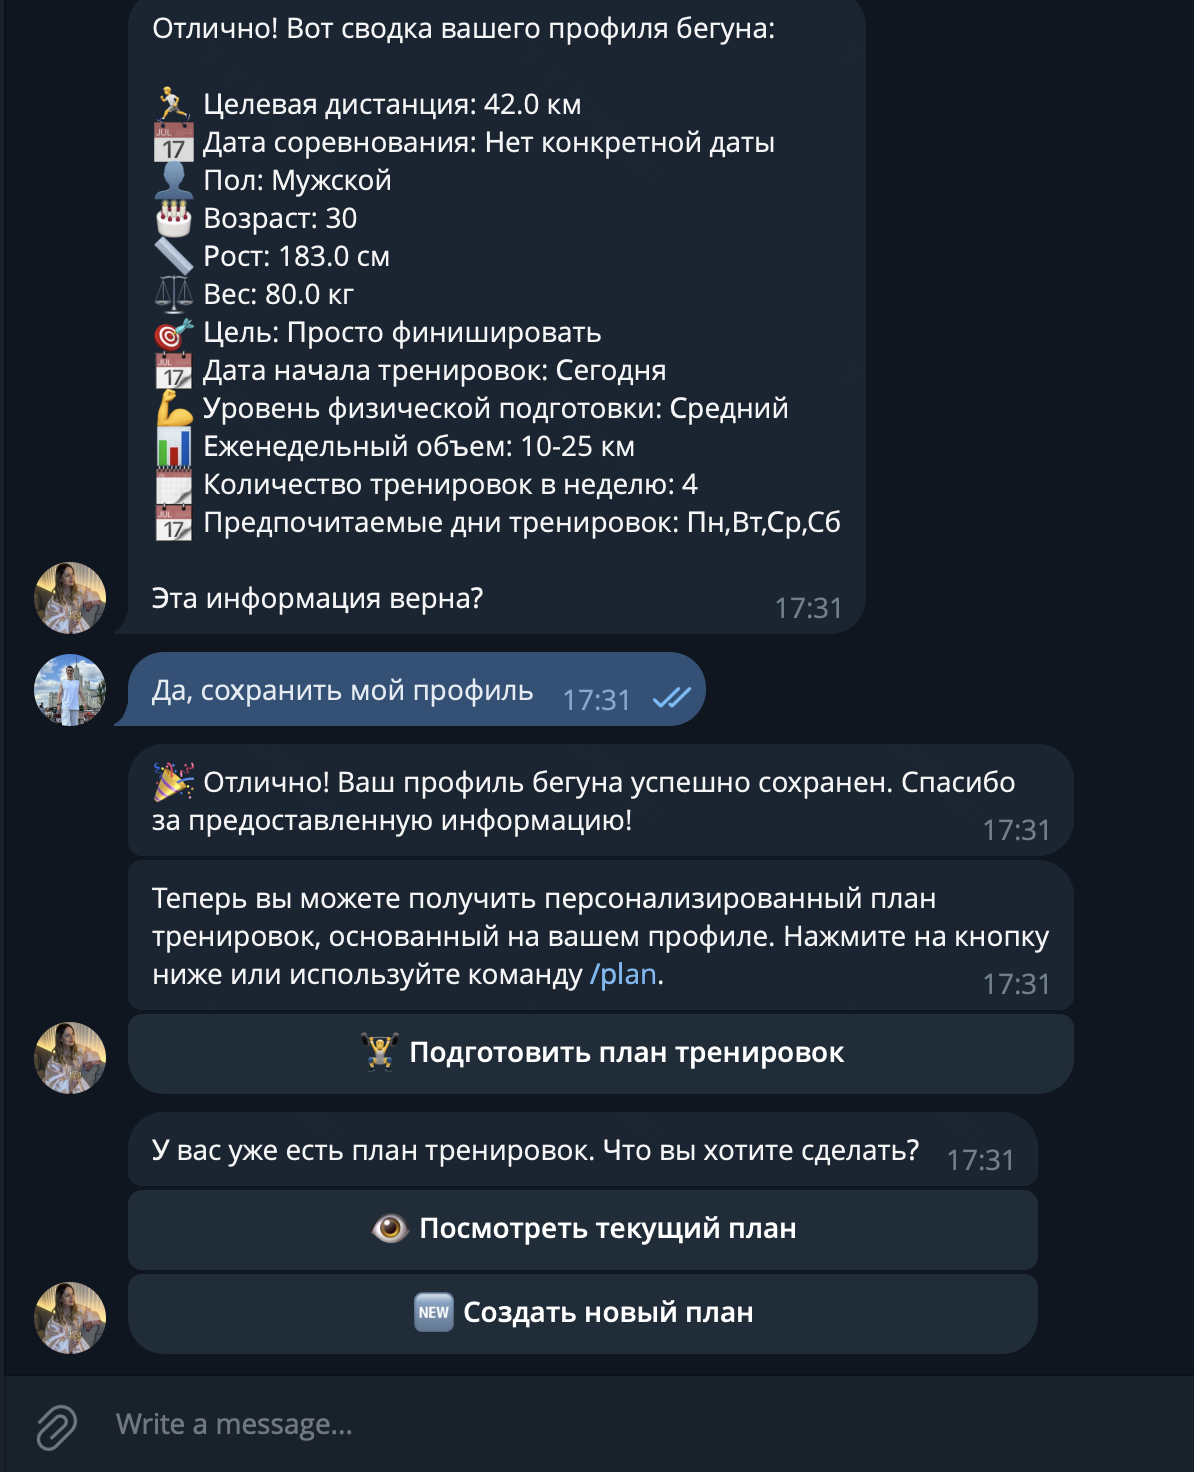 Отлично! Вот сводка вашего профиля бегуна:
Целевая дистанция: 42.0 км
Дата соревнования: Нет конкретной даты
Пол: Мужской
Возраст: 30
Рост: 183.0 см
Вес: 80.0 кг
Цель: Просто финишировать
Дата начала тренировок: Сегодня
Уровень физической подготовки: Средний
Еженедельный объем: 10-25 км
Количество тренировок в неделю: 4
Предпочитаемые дни тренировок: Пн,Вт,Ср,Сб
Эта информация верна?
17:31
Да, сохранить мой профиль 17:31
Отлично! Ваш профиль бегуна успешно сохранен. Спасибо
за предоставленную информацию!
17:31
Теперь вы можете получить персонализированный план
тренировок, основанный на вашем профиле. Нажмите на кнопку
ниже или используйте команду /plan.
17:31
Подготовить план тренировок
У вас уже есть план тренировок. Что вы хотите сделать? 17:31
Посмотреть текущий план
NEW Создать новый план
Write a message...